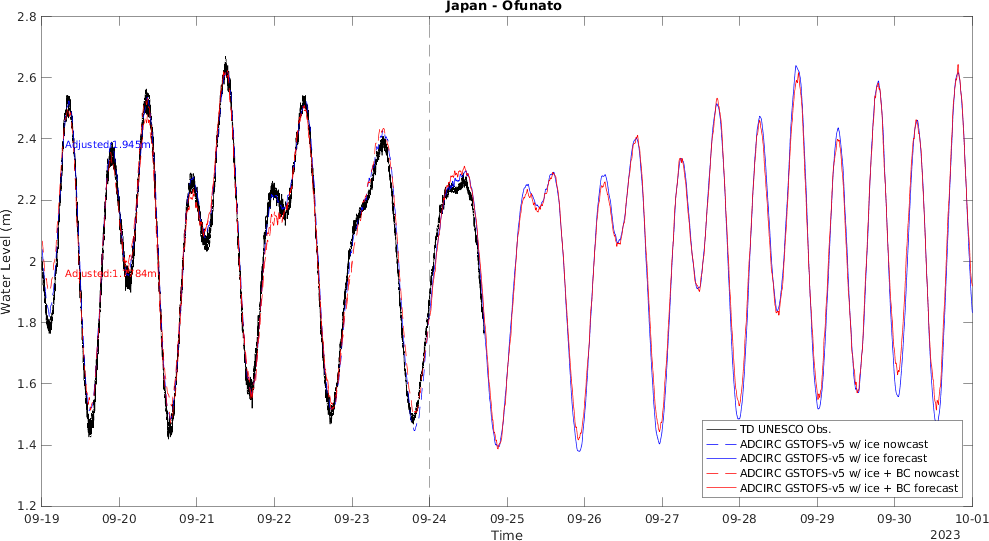 Japan - Ofunato
2.8
2.6
2.4
2.2
2
1.8
1.6
1.4
1.2
Water Level (m)
Adjusted:1.945m
09-19
09-20
09-21
09-22
09-23
09-24
09-25
09-26
09-27
09-28
09-29
09-30
10-01
Time
2023
TD UNESCO Obs.
ADCIRC GSTOFS-v5 w/ ice nowcast
ADCIRC GSTOFS-v5 w/ ice forecast
ADCIRC GSTOFS-v5 w/ ice + BC nowcast
ADCIRC GSTOFS-v5 w/ ice + BC forecast